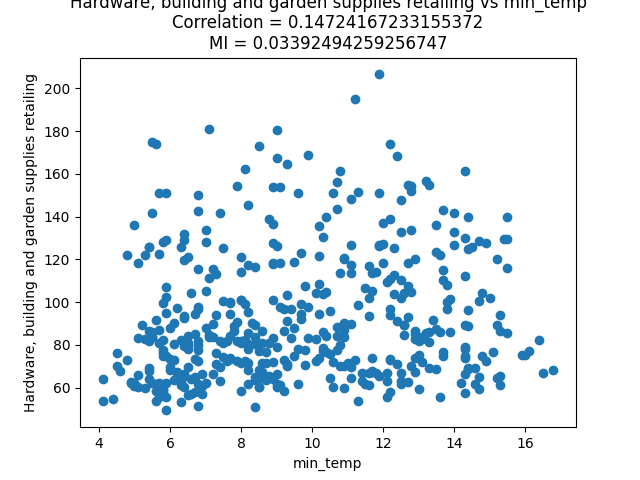 Hardware, building and garden supplies retailing vs min_temp
Correlation = 0.14724167233155372
MI = 0.03392494259256747
Hardware, building and garden supplies retailing
200
180
160
140
120
100
80
60
4 6 8 10 12 14 16
min_temp